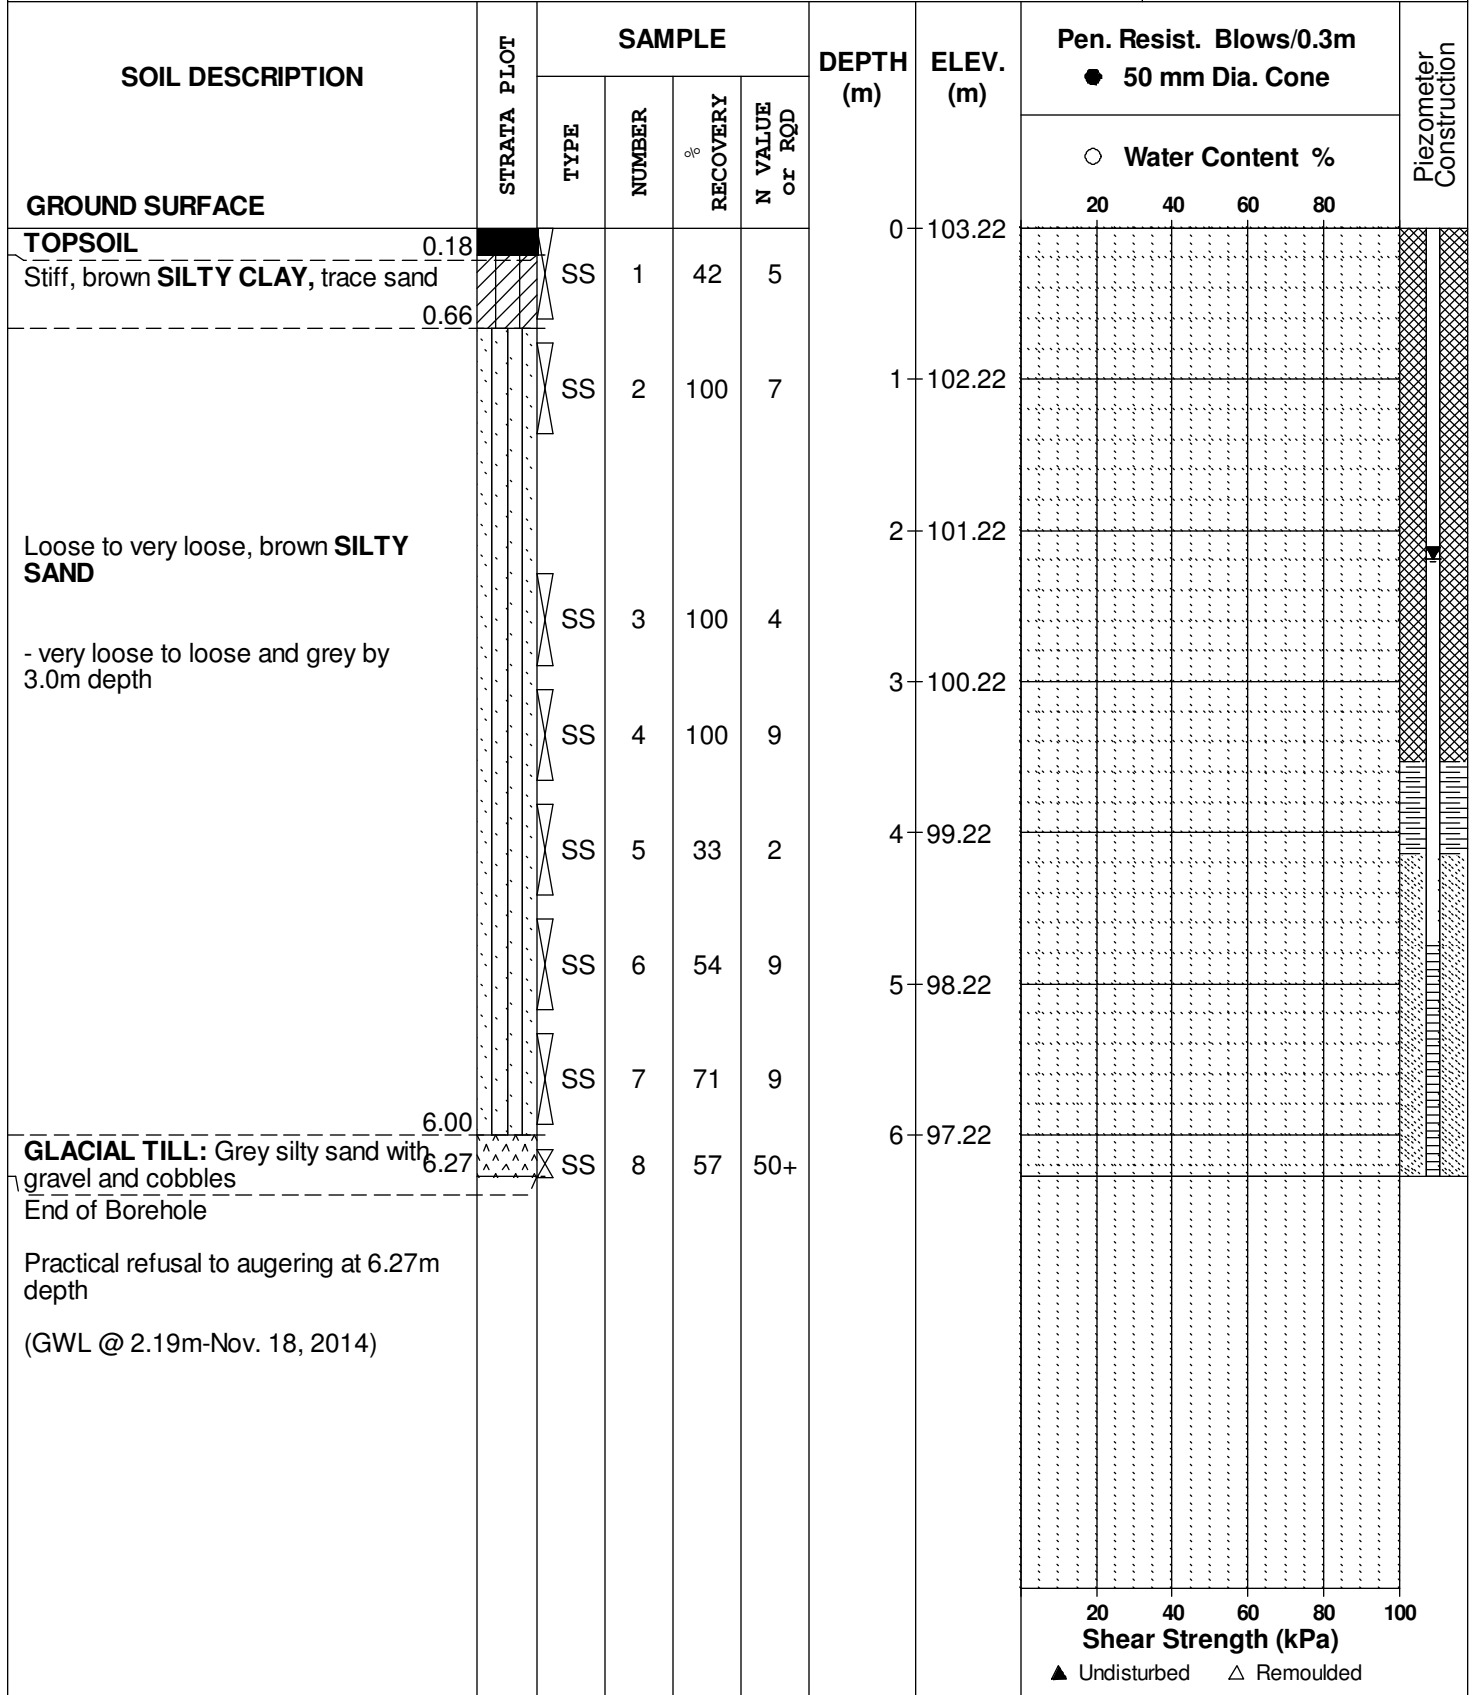 SOIL DESCRIPTION
GROUND SURFACE
STRATA PLOT
SAMPLE
TYPE
NUMBER
% RECOVERY
N VALUE or RQD
DEPTH (m)
ELEV. (m)
Pen. Resist. Blows/0.3m
● 50 mm Dia. Cone
○ Water Content %
20 40 60 80
Piezometer Construction
0 103.22
TOPSOIL 0.18
Stiff, brown SILTY CLAY, trace sand
0.66
SS 1 42 5
SS 2 100 7
1 102.22
2 101.22
Loose to very loose, brown SILTY
SAND
SS 3 100 4
- very loose to loose and grey by
3.0m depth
3 100.22
SS 4 100 9
4 99.22
SS 5 33 2
SS 6 54 9
5 98.22
SS 7 71 9
6.00
6 97.22
GLACIAL TILL: Grey silty sand with
gravel and cobbles
6.27
SS 8 57 50+
End of Borehole
Practical refusal to augering at 6.27m
depth
(GWL @ 2.19m-Nov. 18, 2014)
20 40 60 80 100
Shear Strength (kPa)
▲ Undisturbed △ Remoulded